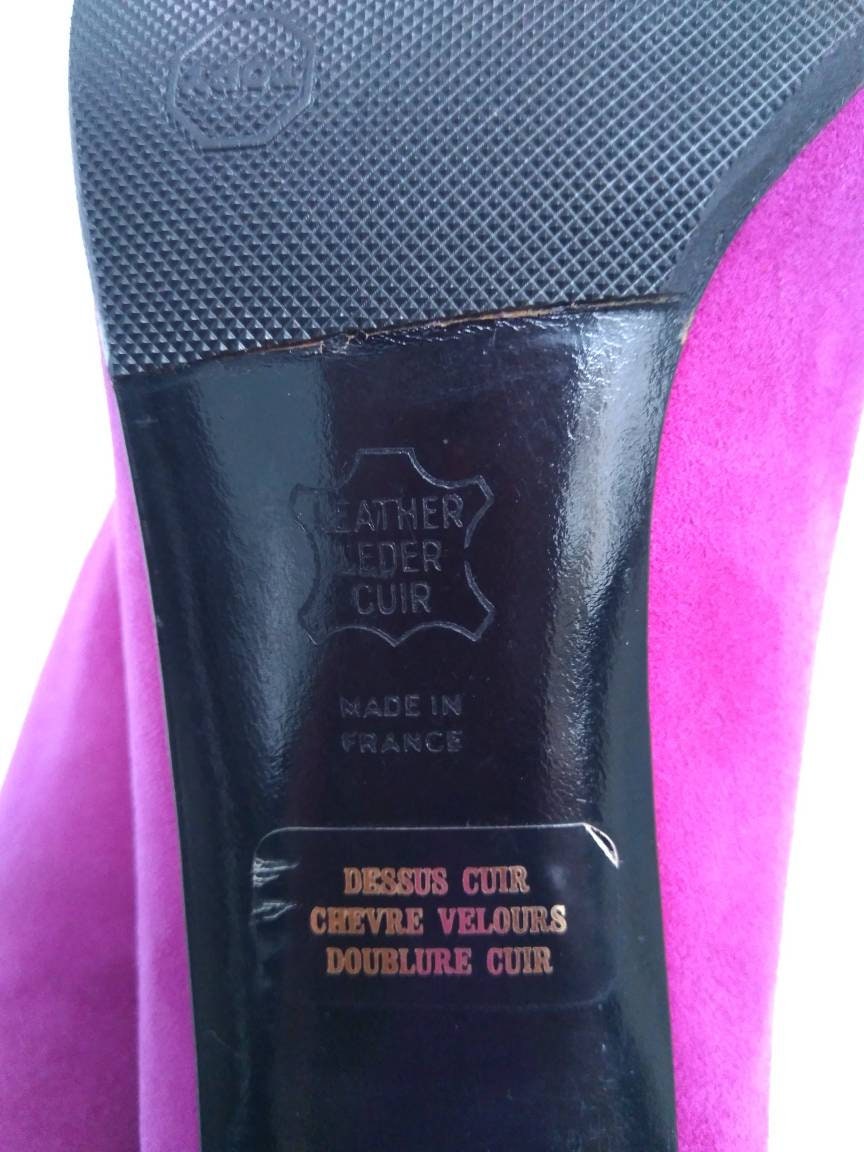 LEATHER
LEDER
CUIR
MADE IN
FRANCE
DESSUS CUIR
CHEVRE VELOURS
DOUBLURE CUIR